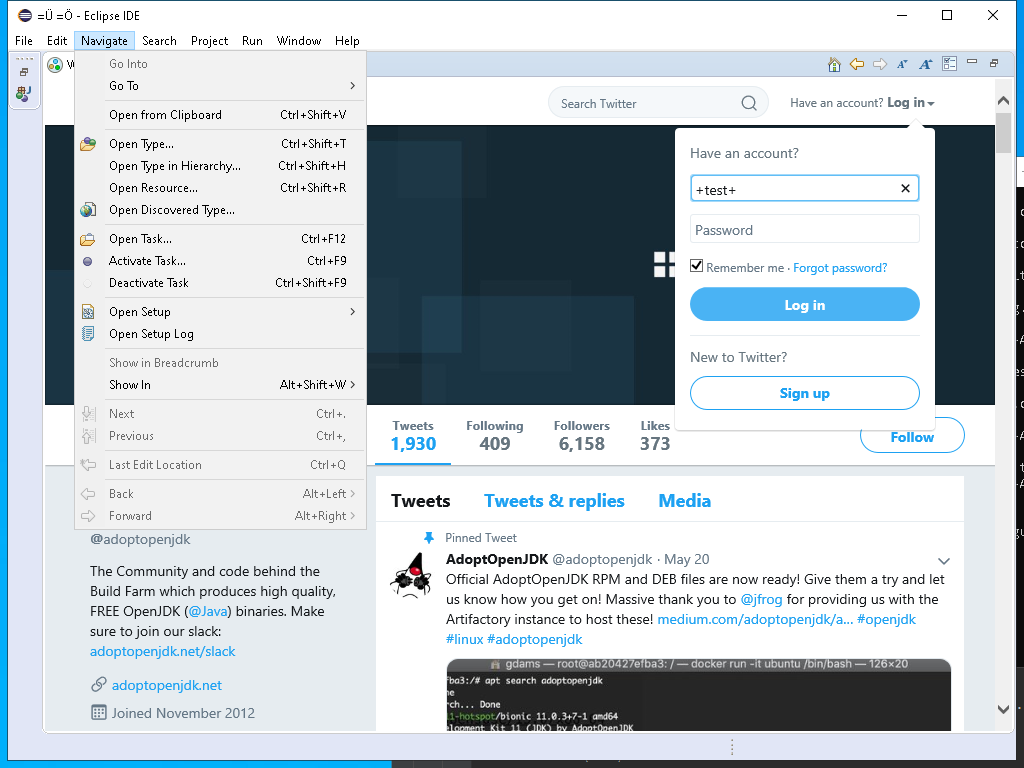 =Ü =Ö - Eclipse IDE
File Edit Navigate Search Project Run Window Help
Go Into
Go To
Open from Clipboard Ctrl+Shift+V
Open Type... Ctrl+Shift+T
Open Type in Hierarchy... Ctrl+Shift+H
Open Resource... Ctrl+Shift+R
Open Discovered Type...
Open Task... Ctrl+F12
Activate Task... Ctrl+F9
Deactivate Task Ctrl+Shift+F9
Open Setup
Open Setup Log
Show in Breadcrumb
Show In Alt+Shift+W
Next Ctrl+.
Previous Ctrl+,
Last Edit Location Ctrl+Q
Back Alt+Left
Forward Alt+Right
Search Twitter
Have an account? Log in
Have an account?
+test+
Password
Remember me · Forgot password?
Log in
New to Twitter?
Sign up
Tweets Following Followers Likes
1,930 409 6,158 373
Follow
@adoptopenjdk
The Community and code behind the
Build Farm which produces high quality,
FREE OpenJDK (@Java) binaries. Make
sure to join our slack:
adoptopenjdk.net/slack
adoptopenjdk.net
Joined November 2012
Tweets Tweets & replies Media
Pinned Tweet
AdoptOpenJDK @adoptopenjdk · May 20
Official AdoptOpenJDK RPM and DEB files are now ready! Give them a try and let
us know how you get on! Massive thank you to @jfrog for providing us with the
Artifactory instance to host these! medium.com/adoptopenjdk/a... #openjdk
#linux #adoptopenjdk
gdams — root@ab20427efba3: / — docker run -it ubuntu /bin/bash — 126×20
fba3:/# apt search adoptopenjdk
ne
rch... Done
11-hotspot/bionic 11.0.3+7-1 amd64
elopment Kit 11 (JDK) by AdoptOpenJDK